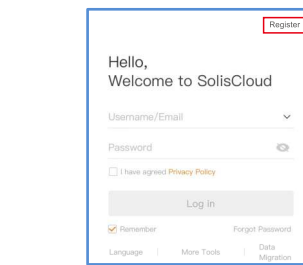 Register
Hello,
Welcome to SolisCloud
Username/Email
Password
I have agreed Privacy Policy
Log in
Remember Forgot Password
Language | More Tools | Data Migration